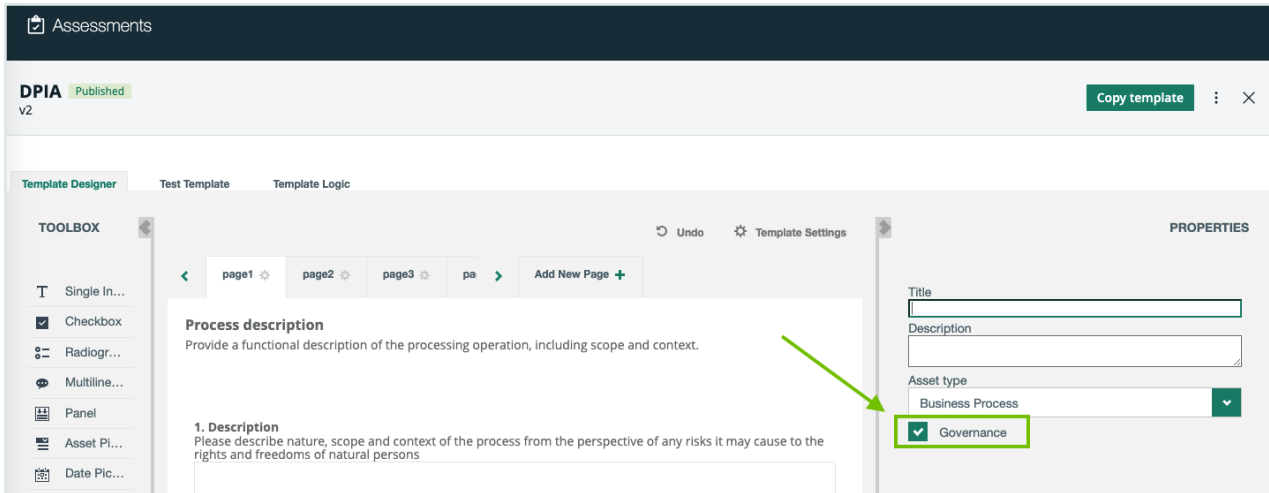 Assessments
DPIA Published
v2
Copy template
Template Designer Test Template Template Logic
TOOLBOX
Undo Template Settings
PROPERTIES
page1 page2 page3 pa Add New Page +
Single In...
Checkbox
Radiogr...
Multiline...
Panel
Asset Pi...
Date Pic...
Process description
Provide a functional description of the processing operation, including scope and context.
1. Description
Please describe nature, scope and context of the process from the perspective of any risks it may cause to the
rights and freedoms of natural persons
Title
Description
Asset type
Business Process
Governance